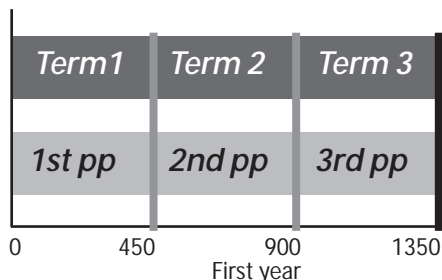 Term1 Term 2 Term 3
1st pp 2nd pp 3rd pp
0 450 900 1350
First year